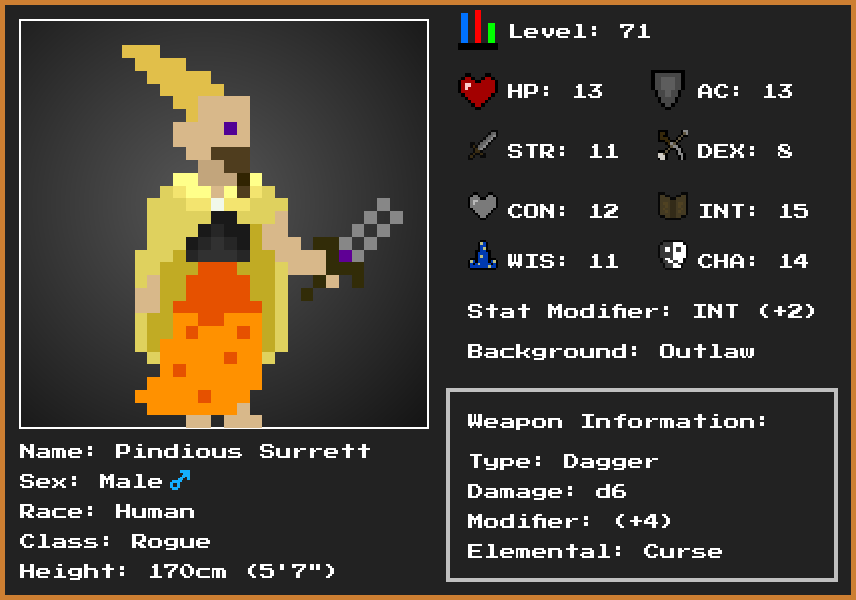 Level: 71
HP: 13
AC: 13
STR: 11
DEX: 8
CON: 12
INT: 15
WIS: 11
CHA: 14
Stat Modifier: INT (+2)
Background: Outlaw
Weapon Information:
Type: Dagger
Damage: d6
Modifier: (+4)
Elemental: Curse
Name: Pindious Surrett
Sex: Male♂
Race: Human
Class: Rogue
Height: 170cm (5'7")